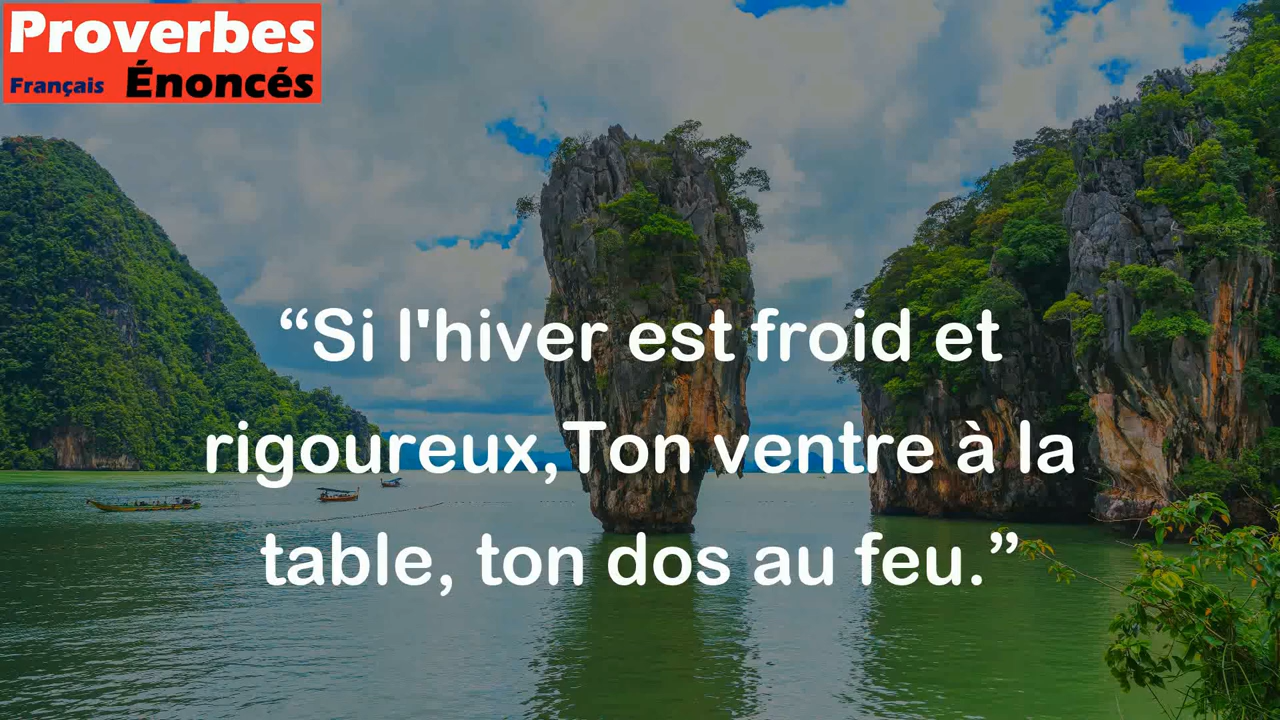 Proverbes
Français Énoncés
“Si l'hiver est froid et
rigoureux,Ton ventre à la
table, ton dos au feu.”